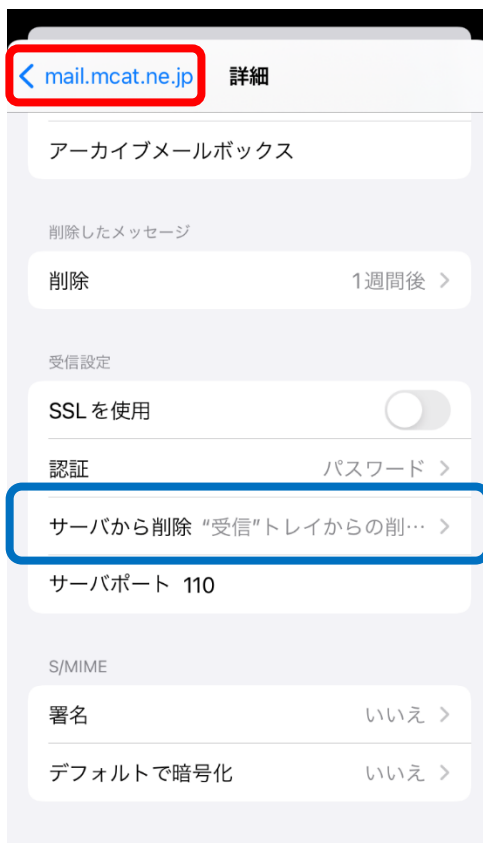 mail.mcat.ne.jp 詳細
アーカイブメールボックス
削除したメッセージ
削除 1週間後
受信設定
SSLを使用
認証 パスワード
サーバから削除 “受信”トレイからの削…
サーバポート 110
S/MIME
署名 いいえ
デフォルトで暗号化 いいえ